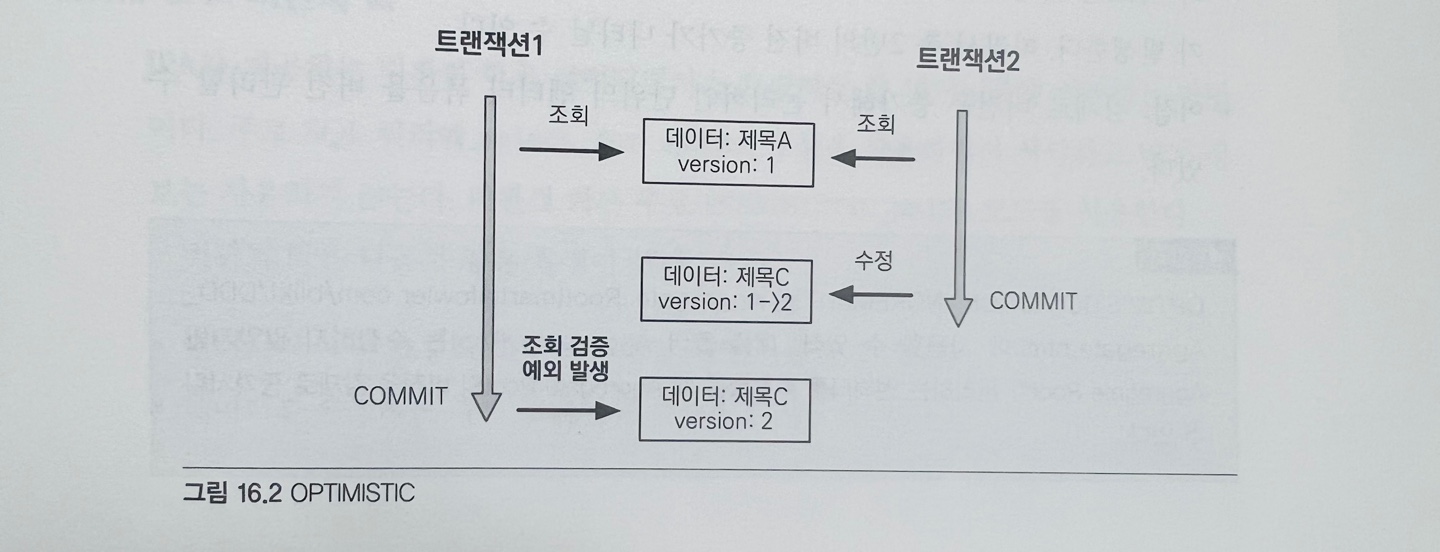 트랜잭션1
트랜잭션2
조회
조회
데이터: 제목A
version: 1
수정
데이터: 제목C
version: 1->2
COMMIT
조회 검증
예외 발생
COMMIT
데이터: 제목C
version: 2
그림 16.2 OPTIMISTIC